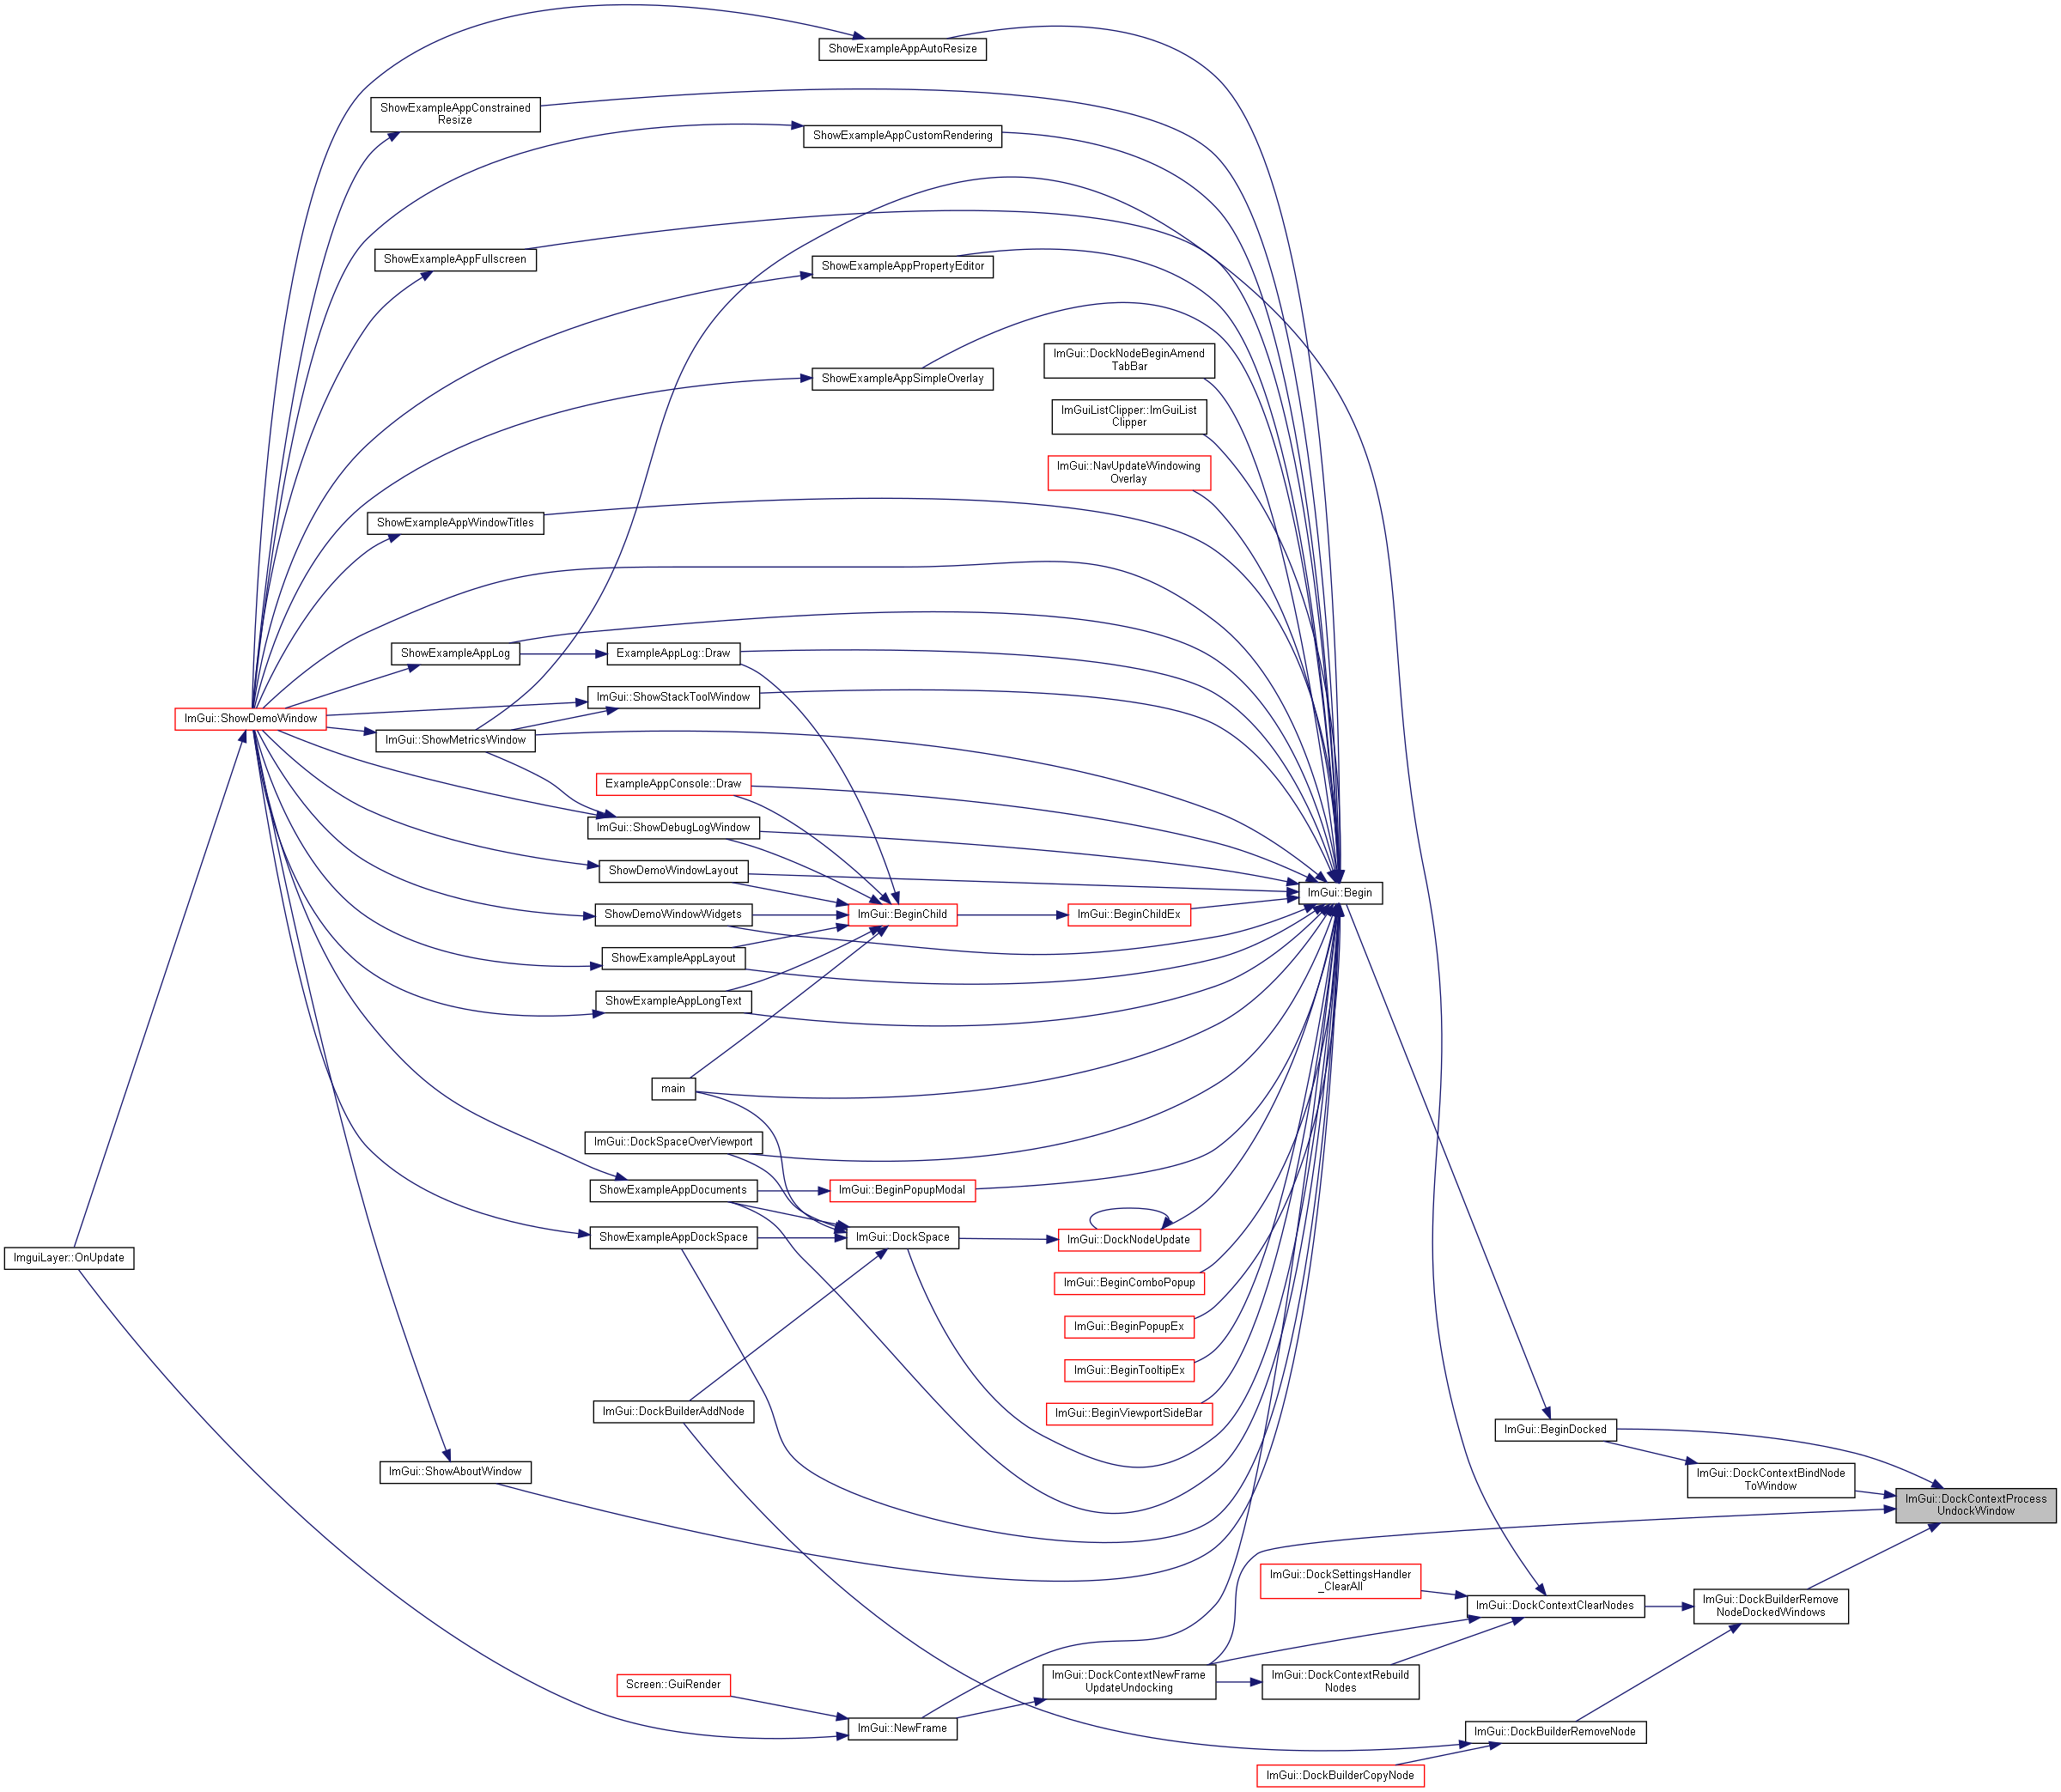 ShowExampleAppAutoResize
ShowExampleAppConstrained
Resize
ShowExampleAppCustomRendering
ShowExampleAppFullscreen
ShowExampleAppPropertyEditor
ImGui::DockNodeBeginAmend
TabBar
ShowExampleAppSimpleOverlay
ImGuiListClipper::ImGuiList
Clipper
ImGui::NavUpdateWindowing
Overlay
ShowExampleAppWindowTitles
ShowExampleAppLog
ExampleAppLog::Draw
ImGui::ShowStackToolWindow
ImGui::ShowDemoWindow
ImGui::ShowMetricsWindow
ExampleAppConsole::Draw
ImGui::ShowDebugLogWindow
ShowDemoWindowLayout
ImGui::Begin
ShowDemoWindowWidgets
ImGui::BeginChild
ImGui::BeginChildEx
ShowExampleAppLayout
ShowExampleAppLongText
main
ImGui::DockSpaceOverViewport
ShowExampleAppDocuments
ImGui::BeginPopupModal
ShowExampleAppDockSpace
ImGui::DockSpace
ImGui::DockNodeUpdate
ImguiLayer::OnUpdate
ImGui::BeginComboPopup
ImGui::BeginPopupEx
ImGui::BeginTooltipEx
ImGui::DockBuilderAddNode
ImGui::BeginViewportSideBar
ImGui::BeginDocked
ImGui::ShowAboutWindow
ImGui::DockContextBindNode
ToWindow
ImGui::DockContextProcess
UndockWindow
ImGui::DockSettingsHandler
_ClearAll
ImGui::DockContextClearNodes
ImGui::DockBuilderRemove
NodeDockedWindows
Screen::GuiRender
ImGui::DockContextNewFrame
UpdateUndocking
ImGui::DockContextRebuild
Nodes
ImGui::NewFrame
ImGui::DockBuilderRemoveNode
ImGui::DockBuilderCopyNode